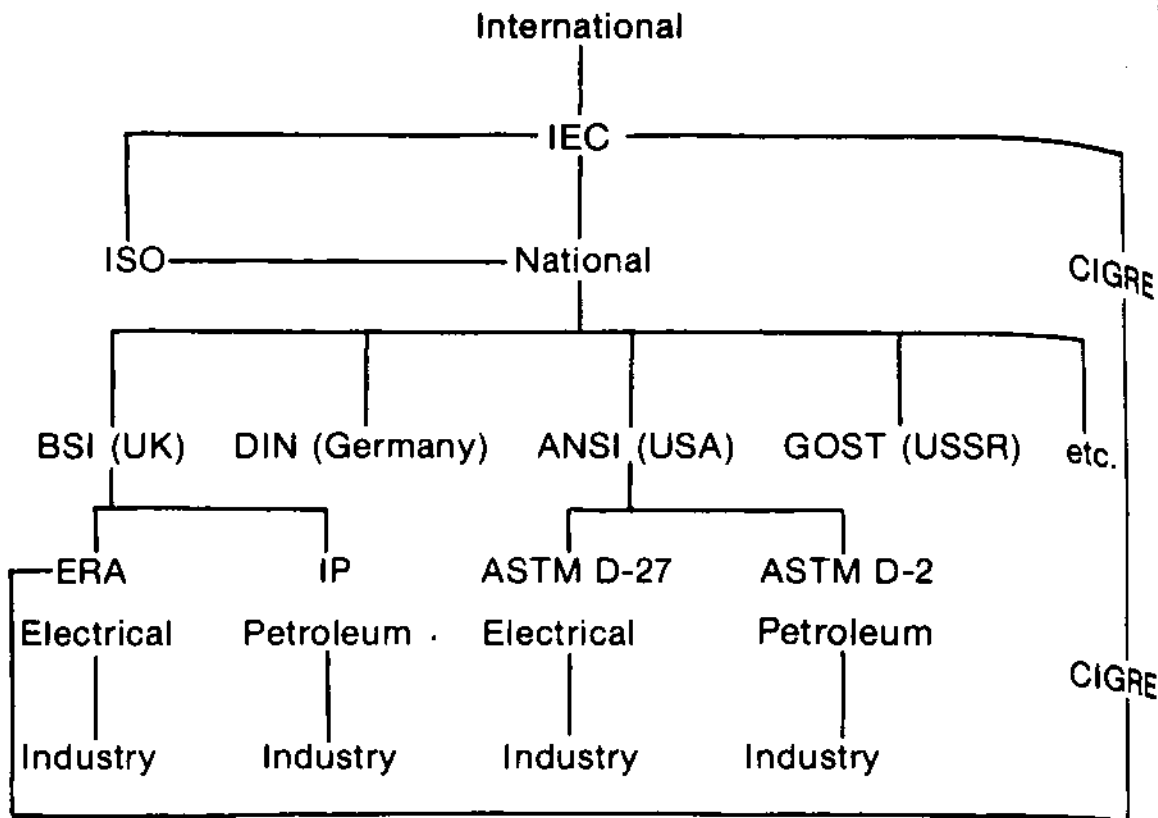 International
IEC
ISO National
CIGRE
BSI (UK) DIN (Germany) ANSI (USA) GOST (USSR) etc.
ERA IP ASTM D-27 ASTM D-2
Electrical Petroleum Electrical Petroleum
CIGRE
Industry Industry Industry Industry